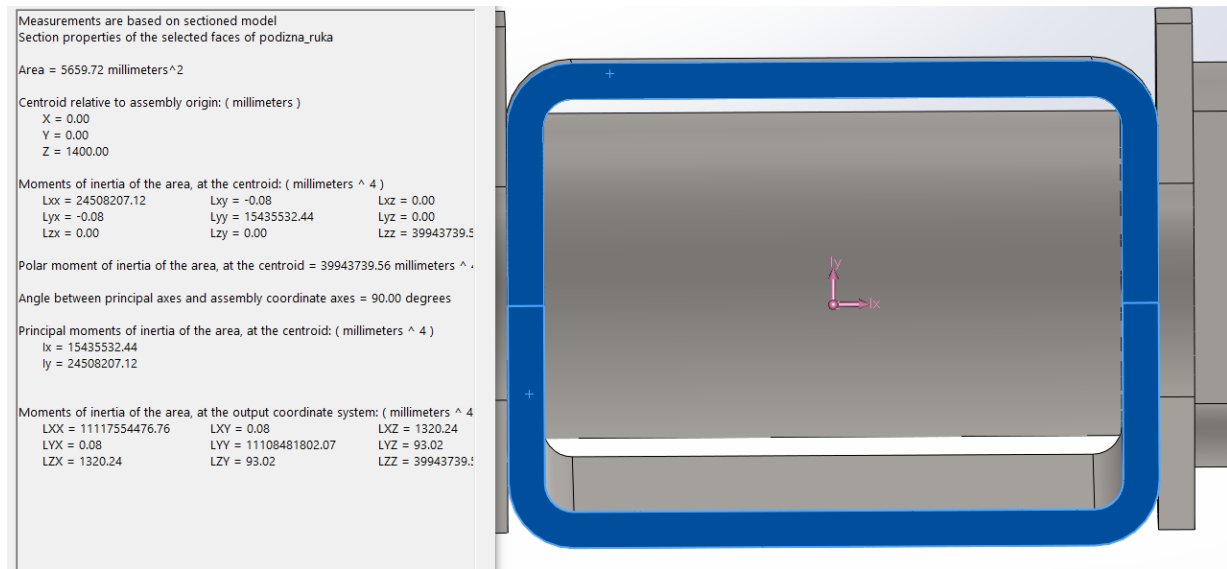 Measurements are based on sectioned model
Section properties of the selected faces of podizna_ruka
Area = 5659.72 millimeters^2
Centroid relative to assembly origin: ( millimeters )
X = 0.00
Y = 0.00
Z = 1400.00
Moments of inertia of the area, at the centroid: ( millimeters ^ 4 )
Lxx = 24508207.12 Lxy = -0.08 Lxz = 0.00
Lyx = -0.08 Lyy = 15435532.44 Lyz = 0.00
Lzx = 0.00 Lzy = 0.00 Lzz = 39943739.5
Polar moment of inertia of the area, at the centroid = 39943739.56 millimeters ^
Angle between principal axes and assembly coordinate axes = 90.00 degrees
Principal moments of inertia of the area, at the centroid: ( millimeters ^ 4 )
Ix = 15435532.44
Iy = 24508207.12
Moments of inertia of the area, at the output coordinate system: ( millimeters ^ 4
LXX = 11117554476.76 LXY = 0.08 LXZ = 1320.24
LYX = 0.08 LYY = 11108481802.07 LYZ = 93.02
LZX = 1320.24 LZY = 93.02 LZZ = 39943739.5
Iy
Ix